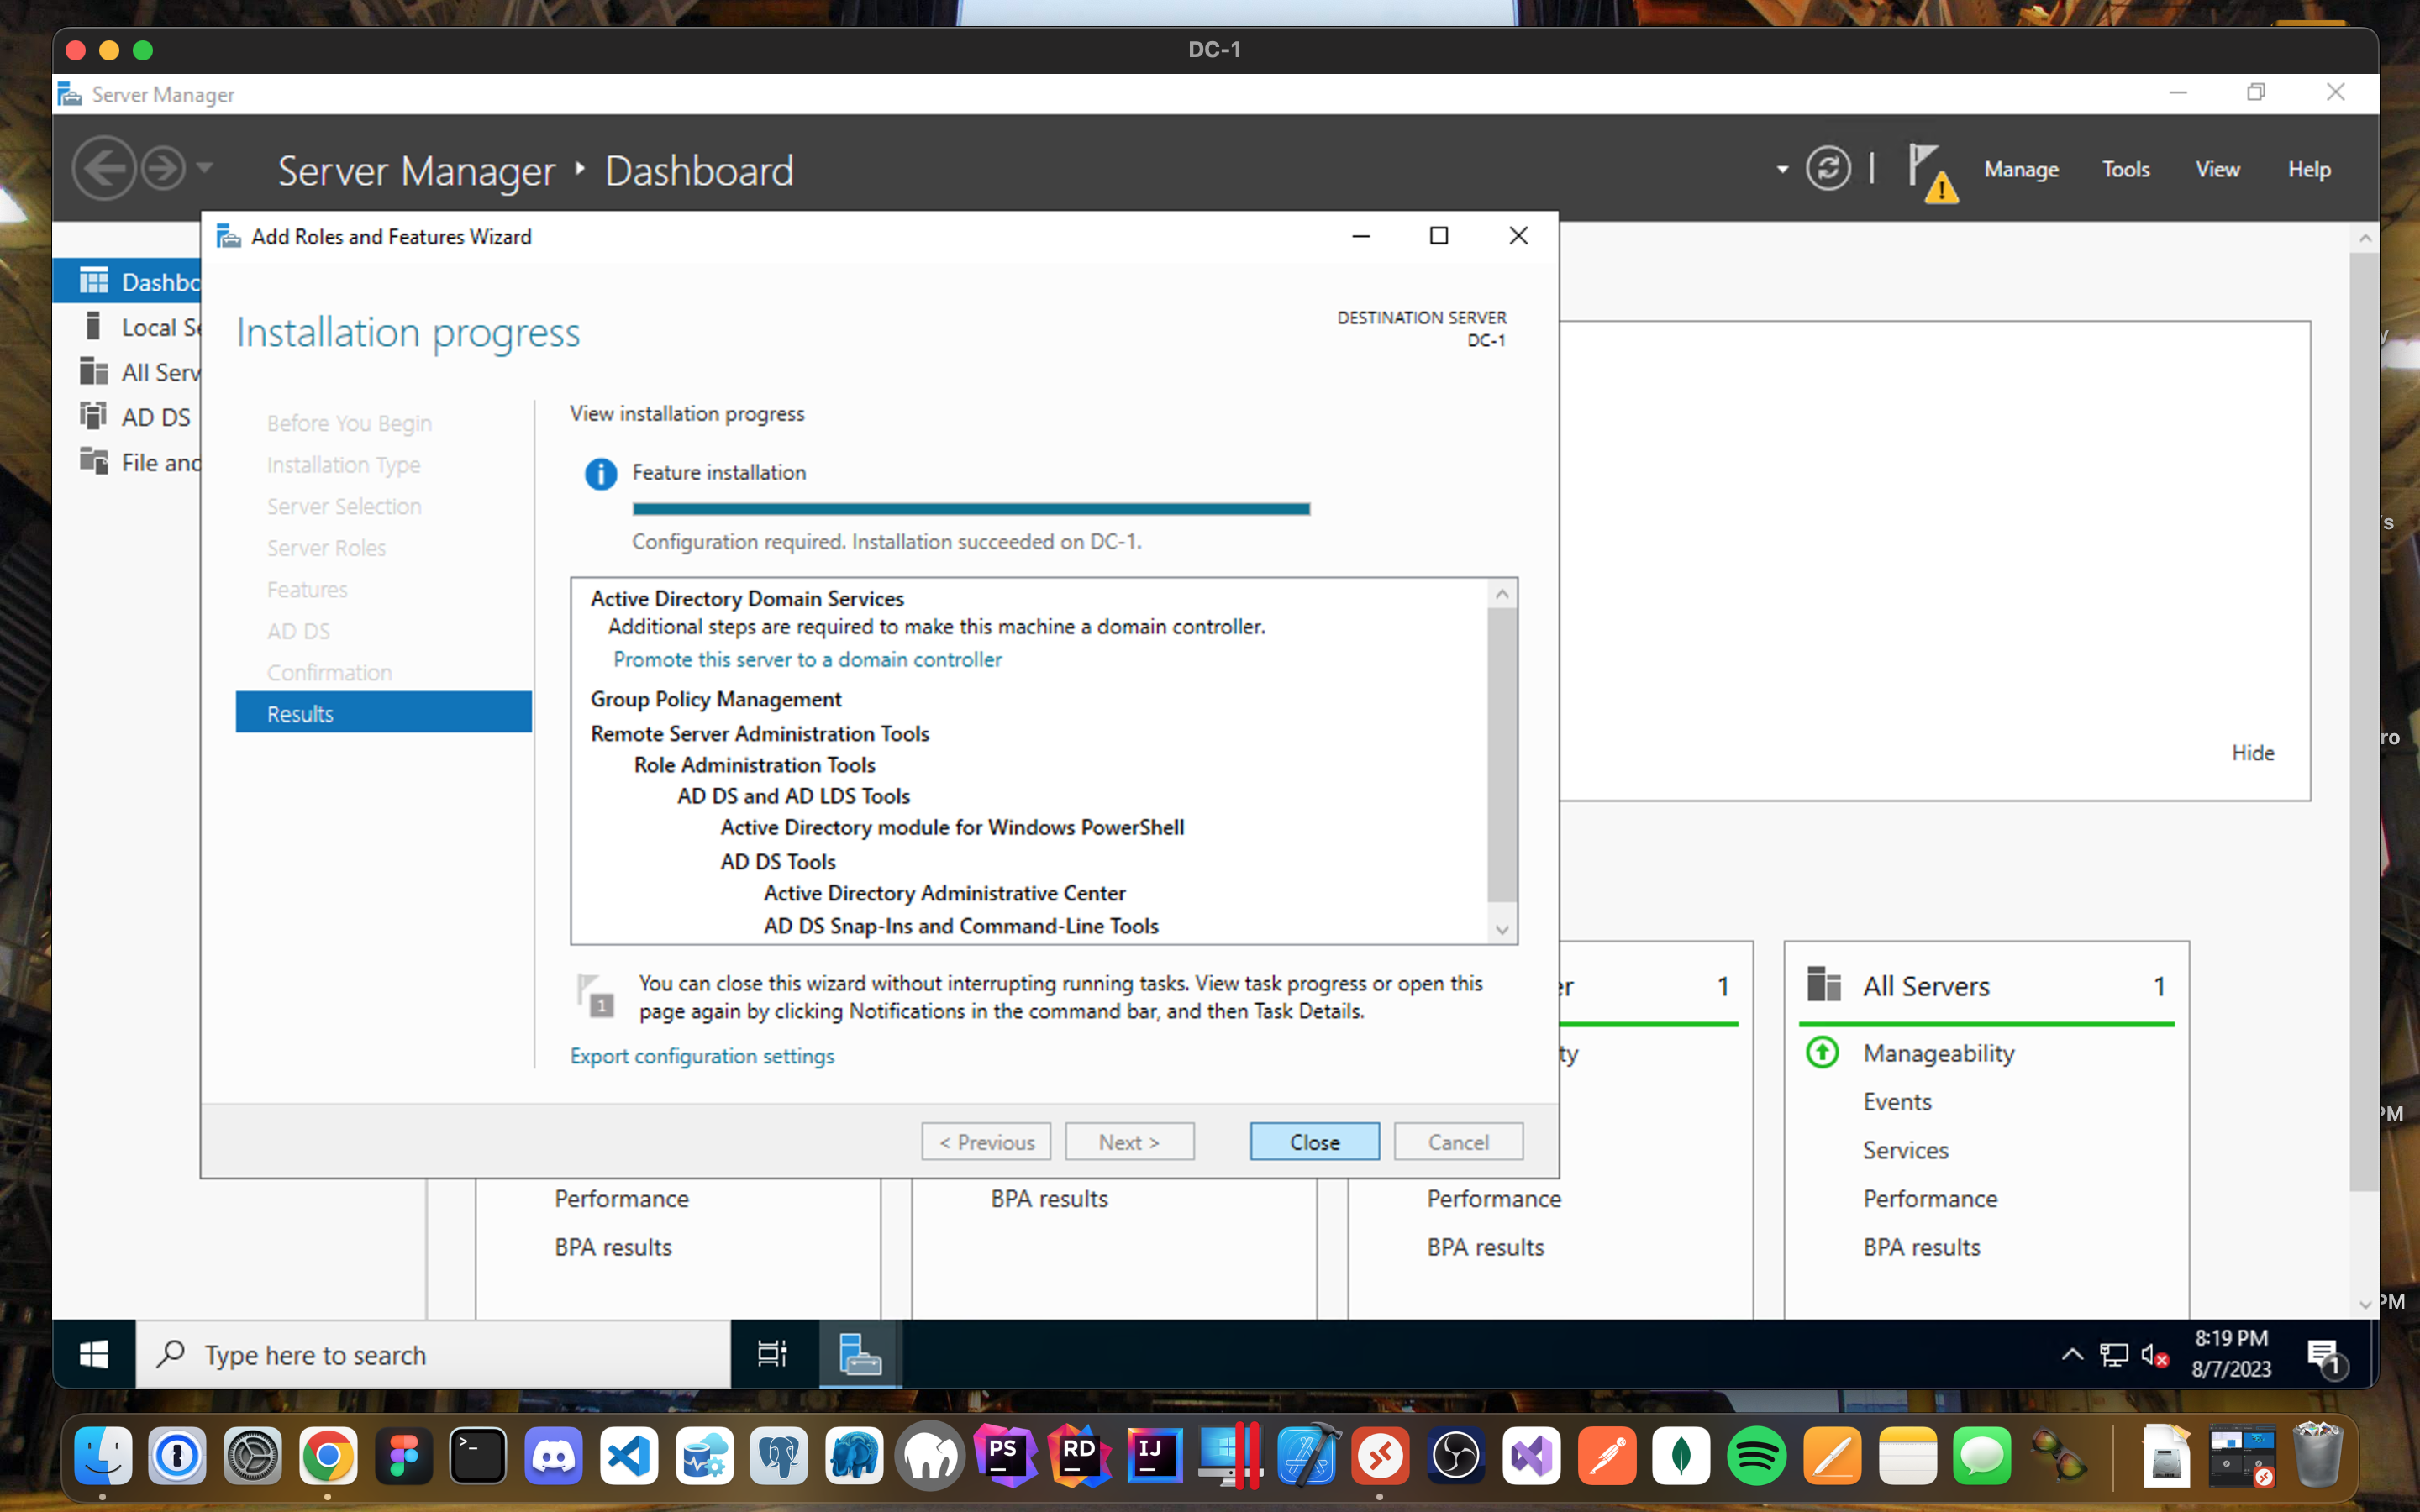 DC-1
Server Manager
Server Manager
Dashboard
Manage
Tools
View
Help
Add Roles and Features Wizard
Local
AD DS
Installation progress
DESTINATION SERVER
DC-1
Before You Begin
Installation Type
Server Selection
Server Roles
Features
AD DS
Confirmation
Results
View installation progress
Feature installation
Configuration required. Installation succeeded on DC-1.
Active Directory Domain Services
Additional steps are required to make this machine a domain controller.
Promote this server to a domain controller
Group Policy Management
Remote Server Administration Tools
Role Administration Tools
AD DS and AD LDS Tools
Active Directory module for Windows PowerShell
AD DS Tools
Active Directory Administrative Center
AD DS Snap-Ins and Command-Line Tools
1
You can close this wizard without interrupting running tasks. View task progress or open this
page again by clicking Notifications in the command bar, and then Task Details.
Export configuration settings
< Previous
Next >
Close
Cancel
Hide
1
All Servers 1
Manageability
Events
Services
Performance
BPA results
Performance
BPA results
BPA results
Performance
BPA results
Type here to search
8:19 PM
8/7/2023
1
PM
PM
PS
RD
IJ